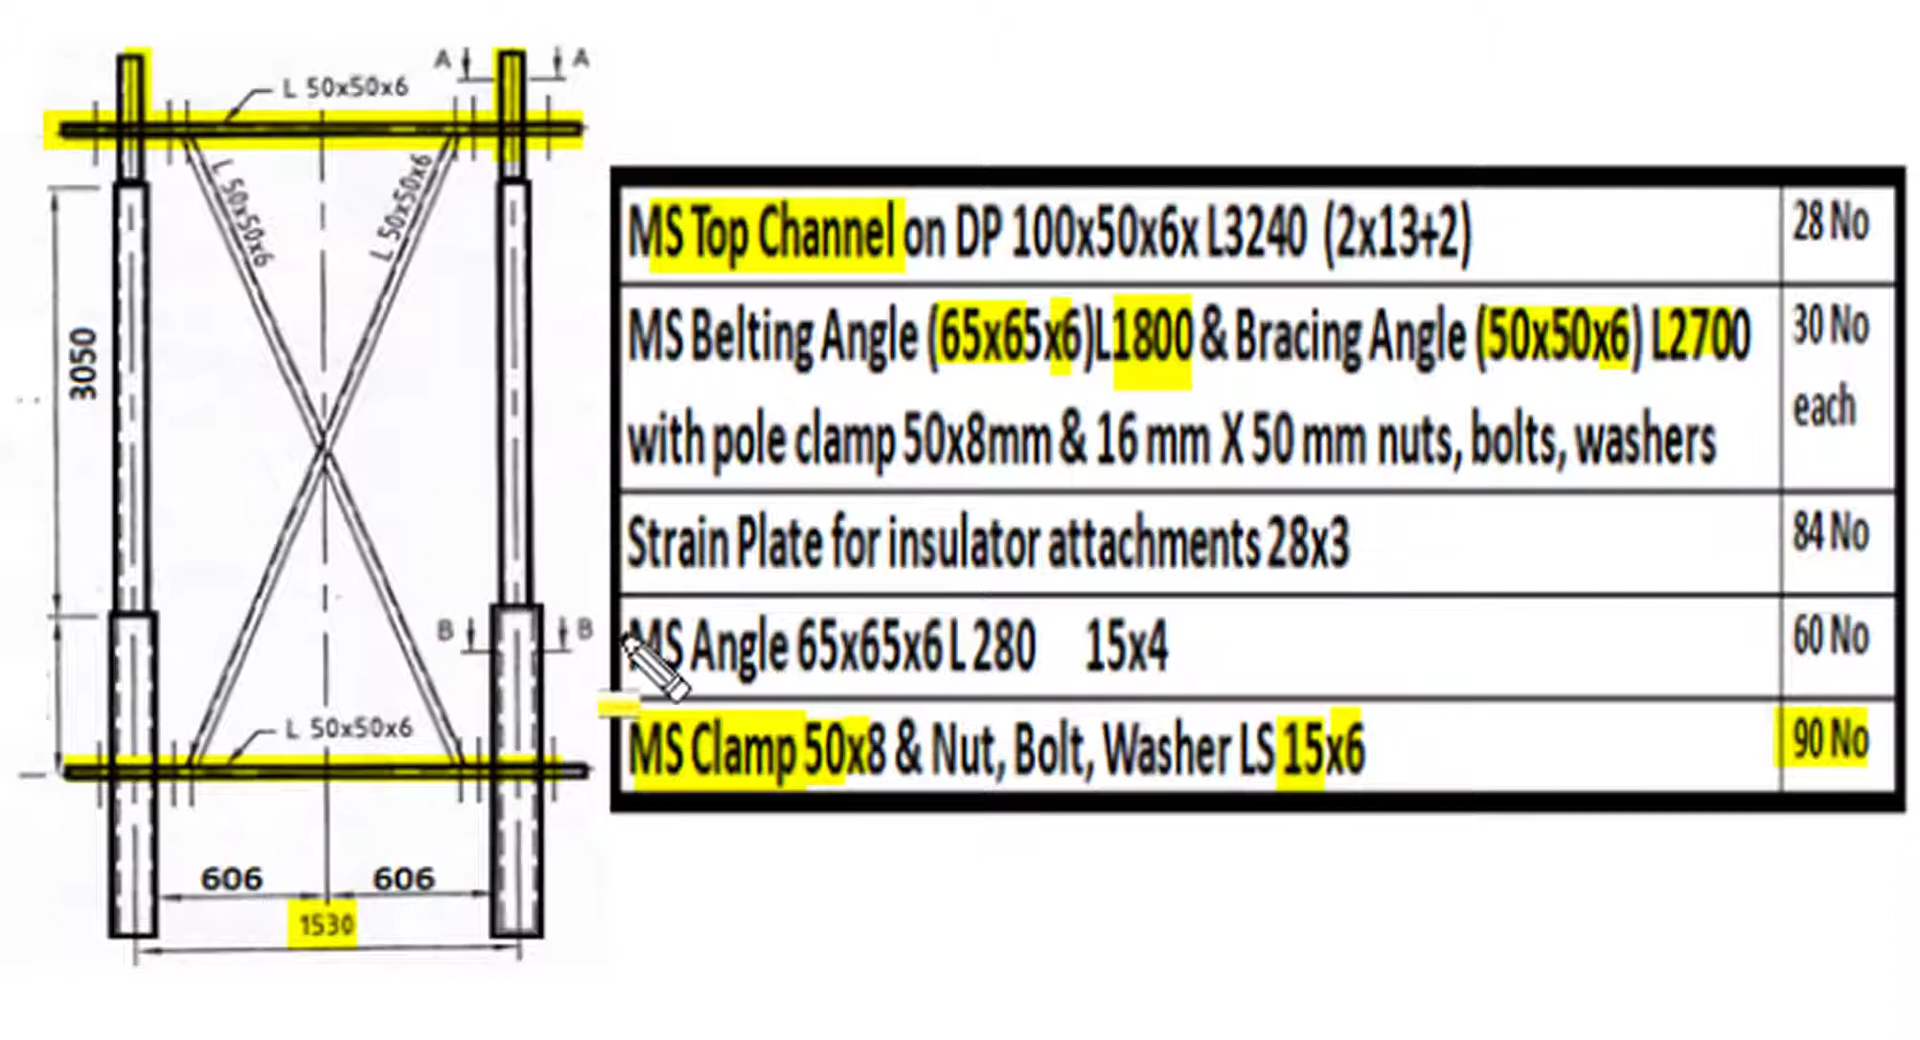 A A
L 50x50x6
L 50x50x6
L 50x50x6
3050
B B
L 50x50x6
606 606
1530
MS Top Channel on DP 100x50x6x L3240 (2x13+2) 28 No
MS Belting Angle (65x65x6)L1800 & Bracing Angle (50x50x6) L2700 30 No
with pole clamp 50x8mm & 16 mm X 50 mm nuts, bolts, washers each
Strain Plate for insulator attachments 28x3 84 No
MS Angle 65x65x6 L 280 15x4 60 No
MS Clamp 50x8 & Nut, Bolt, Washer LS 15x6 90 No